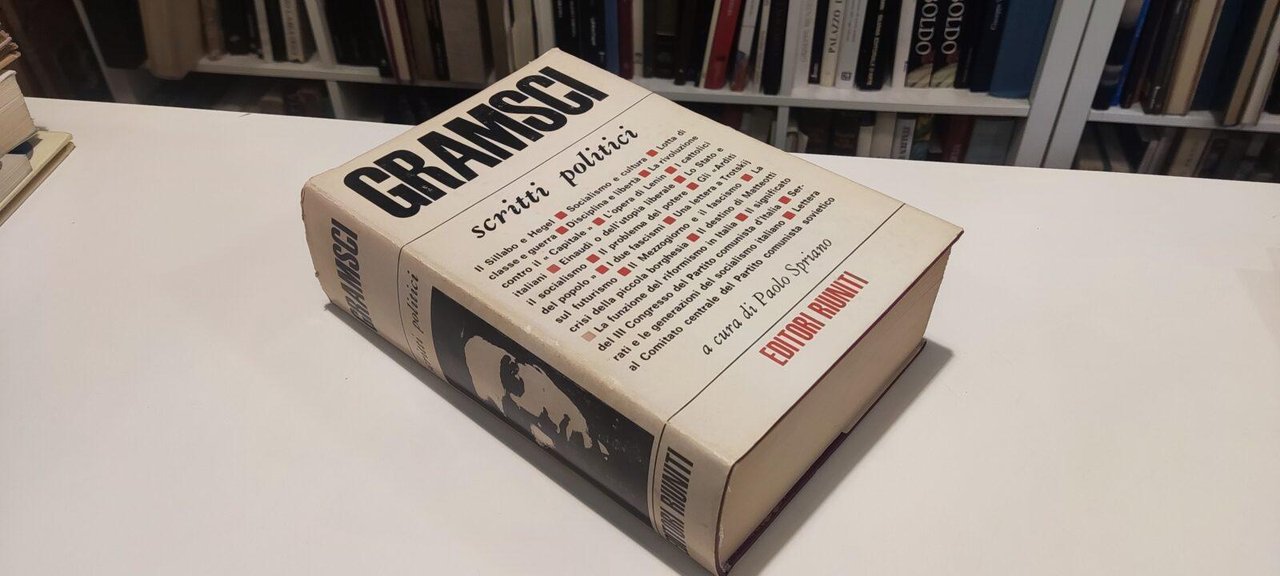 GRAMSCI
scritti politici
Il Sillabo e Hegel ■ Socialismo e cultura ■ Lotta di
classe e guerra ■ Disciplina e libertà ■ La rivoluzione
contro il « Capitale » ■ L'opera di Lenin ■ I cattolici
italiani ■ Einaudi o dell'utopia liberale ■ Lo Stato e
il socialismo ■ Il problema del potere ■ Gli «Arditi
del popolo» ■ I due fascismi ■ Una lettera a Trotskij
sul futurismo ■ Il Mezzogiorno e il fascismo ■ La
crisi della piccola borghesia ■ Il destino di Matteotti
■ La funzione del riformismo in Italia ■ Il significato
del III Congresso del Partito comunista d'Italia ■ Ser-
rati e le generazioni del socialismo italiano ■ Lettera
al Comitato centrale del Partito comunista sovietico
a cura di Paolo Spriano
EDITORI RIUNITI
GRAMSCI
scritti politici
EDITORI RIUNITI
PALAZZO
SOLDO
SOLDO